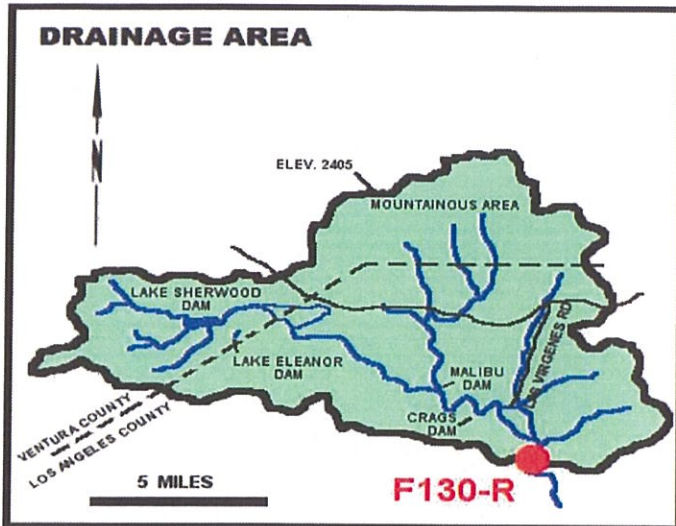 DRAINAGE AREA
N
ELEV. 2405
MOUNTAINOUS AREA
LAKE SHERWOOD
DAM
LAKE ELEANOR
DAM
MALIBU
DAM
CRAGS
DAM
VIRGENES RD
VENTURA COUNTY
LOS ANGELES COUNTY
5 MILES
F130-R